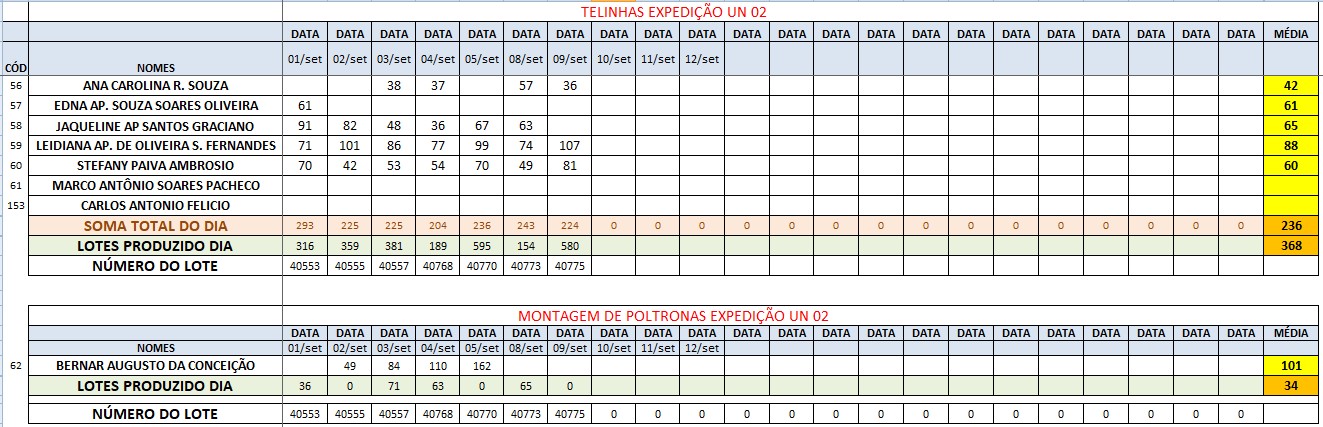 TELINHAS EXPEDIÇÃO UN 02
DATA DATA DATA DATA DATA DATA DATA DATA DATA DATA DATA DATA DATA DATA DATA DATA DATA DATA DATA DATA DATA DATA MÉDIA
CÓD NOMES 01/set 02/set 03/set 04/set 05/set 08/set 09/set 10/set 11/set 12/set
56 ANA CAROLINA R. SOUZA 38 37 57 36 42
57 EDNA AP. SOUZA SOARES OLIVEIRA 61 61
58 JAQUELINE AP SANTOS GRACIANO 91 82 48 36 67 63 65
59 LEIDIANA AP. DE OLIVEIRA S. FERNANDES 71 101 86 77 99 74 107 88
60 STEFANY PAIVA AMBROSIO 70 42 53 54 70 49 81 60
61 MARCO ANTÔNIO SOARES PACHECO
153 CARLOS ANTONIO FELICIO
SOMA TOTAL DO DIA 293 225 225 204 236 243 224 0 0 0 0 0 0 0 0 0 0 0 0 0 0 0 236
LOTES PRODUZIDO DIA 316 359 381 189 595 154 580 368
NÚMERO DO LOTE 40553 40555 40557 40768 40770 40773 40775
MONTAGEM DE POLTRONAS EXPEDIÇÃO UN 02
DATA DATA DATA DATA DATA DATA DATA DATA DATA DATA DATA DATA DATA DATA DATA DATA DATA DATA DATA DATA DATA DATA MÉDIA
NOMES 01/set 02/set 03/set 04/set 05/set 08/set 09/set 10/set 11/set 12/set
62 BERNAR AUGUSTO DA CONCEIÇÃO 49 84 110 162 101
LOTES PRODUZIDO DIA 36 0 71 63 0 65 0 34
NÚMERO DO LOTE 40553 40555 40557 40768 40770 40773 40775 0 0 0 0 0 0 0 0 0 0 0 0 0 0 0